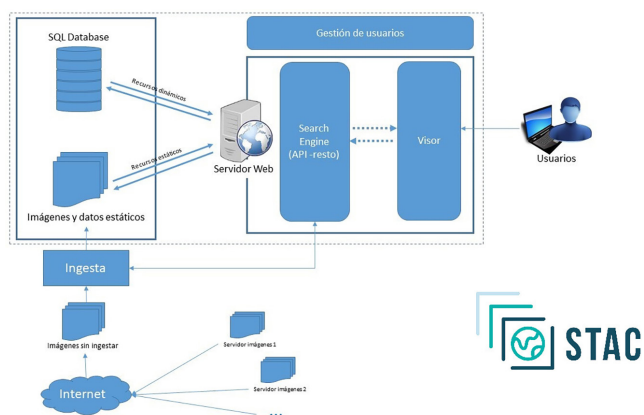 Gestión de usuarios
SQL Database
Recursos dinámicos
Search
Engine
(API -resto)
Visor
Servidor Web
Usuarios
Recursos estáticos
Imágenes y datos estáticos
Ingesta
Imágenes sin ingestar
Servidor imágenes 1
Servidor imágenes 2
Internet
...
STAC